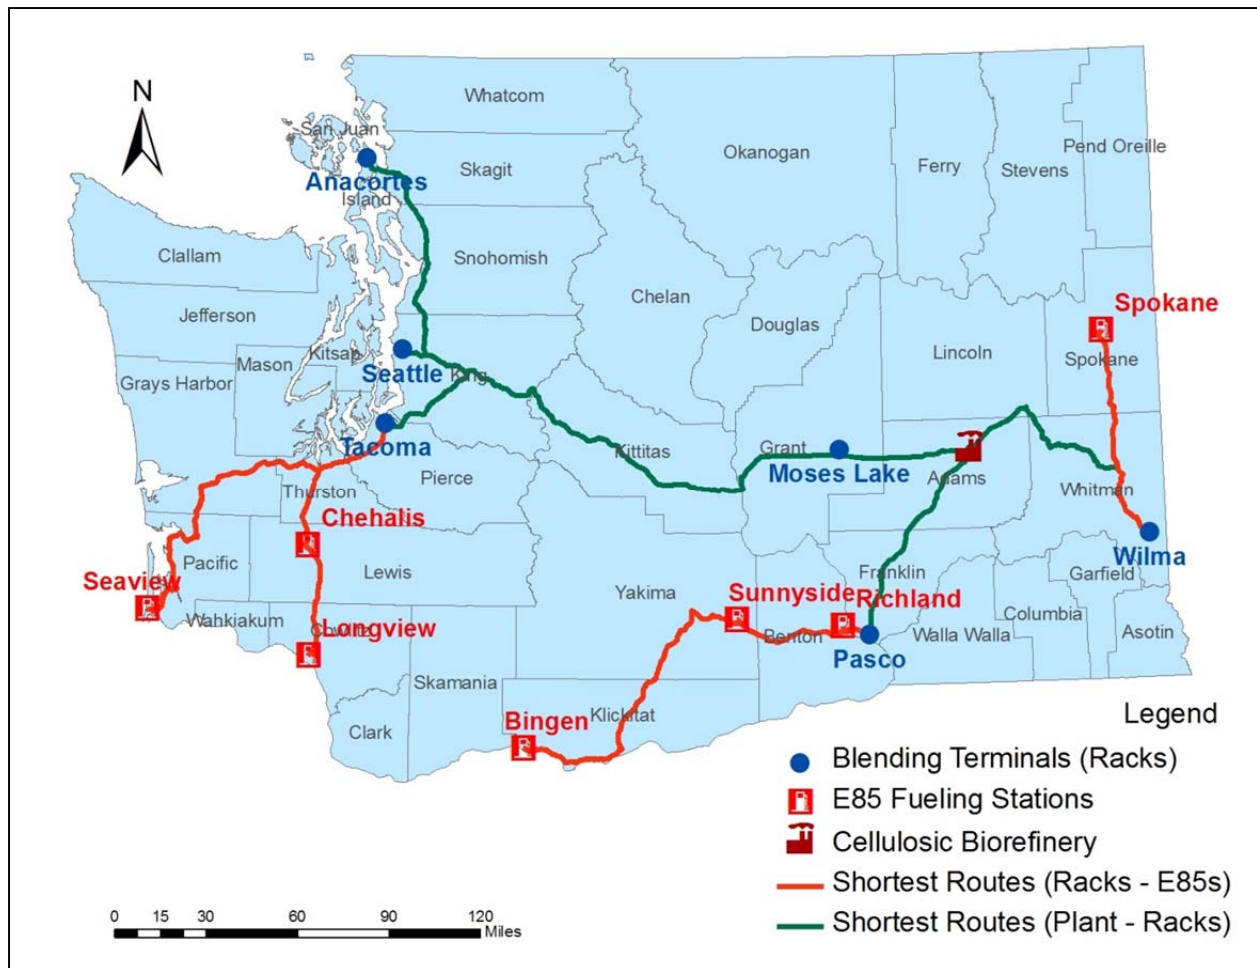 N
Whatcom
San Juan
Okanogan
Pend Oreille
Ferry
Stevens
Skagit
Anacortes
Island
Clallam
Snohomish
Chelan
Jefferson
Douglas
Spokane
Lincoln
Kitsap
Mason
Seattle
King
Spokane
Grays Harbor
Tacoma
Kittitas
Grant
Moses Lake
Adams
Pierce
Thurston
Whitman
Chehalis
Wilma
Pacific
Lewis
Franklin
Garfield
Seaview
Yakima
Sunnyside
Richland
Columbia
Wahkiakum
Cowlitz
Longview
Benton
Walla Walla
Asotin
Pasco
Skamania
Klickitat
Bingen
Clark
Legend
Blending Terminals (Racks)
E85 Fueling Stations
Cellulosic Biorefinery
Shortest Routes (Racks - E85s)
Shortest Routes (Plant - Racks)
0 15 30 60 90 120
Miles